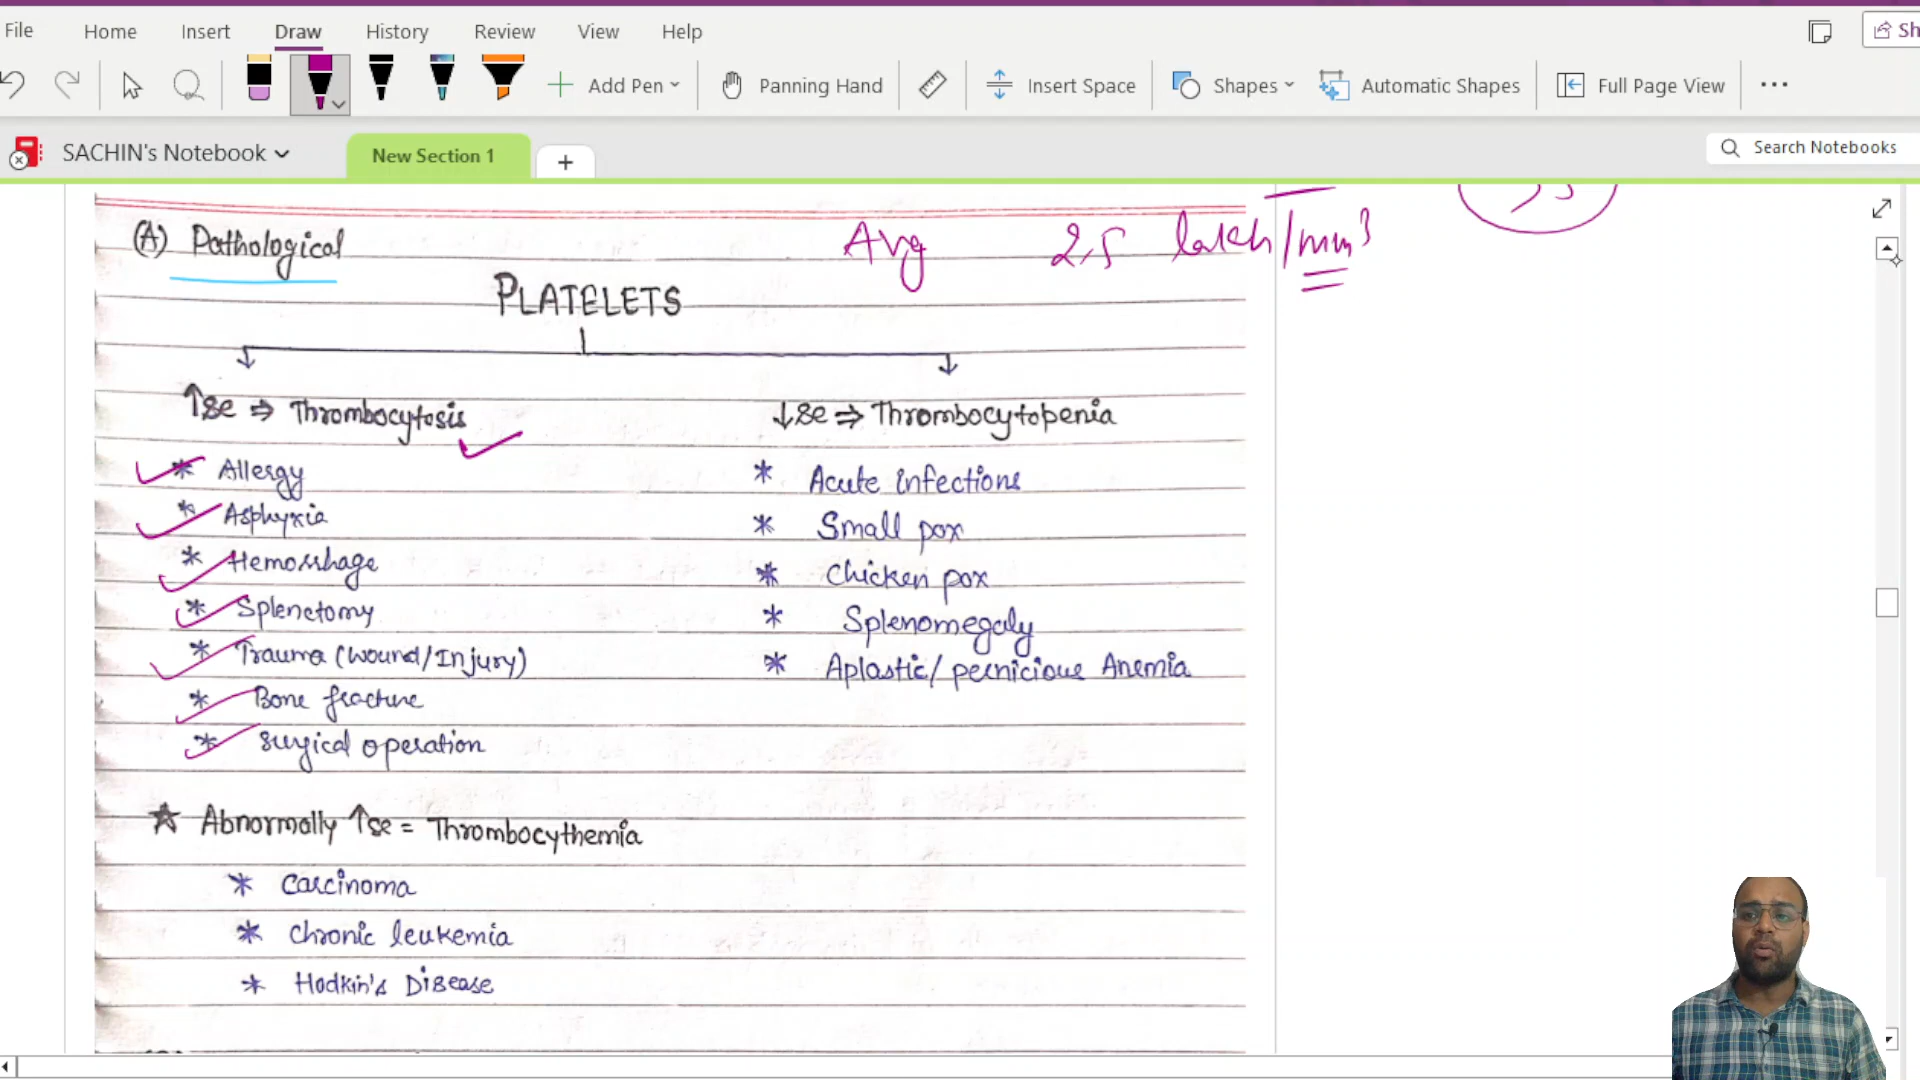 File Home Insert Draw History Review View Help Sh
Add Pen Panning Hand Insert Space Shapes Automatic Shapes Full Page View
SACHIN's Notebook New Section 1 + Search Notebooks
(A) Pathological Avg 2.5 lakh/mm³
PLATELETS
↑se ⇒ Thrombocytosis
* Allergy
* Asphyxia
* Hemorrhage
* Splenctomy
* Trauma (wound/Injury)
* Bone fracture
* Surgical operation
↓se ⇒ Thrombocytopenia
* Acute infections
* Small pox
* Chicken pox
* Splenomegaly
* Aplastic/ pernicious Anemia
☆ Abnormally ↑se = Thrombocythemia
* Carcinoma
* Chronic leukemia
* Hodkin's Disease